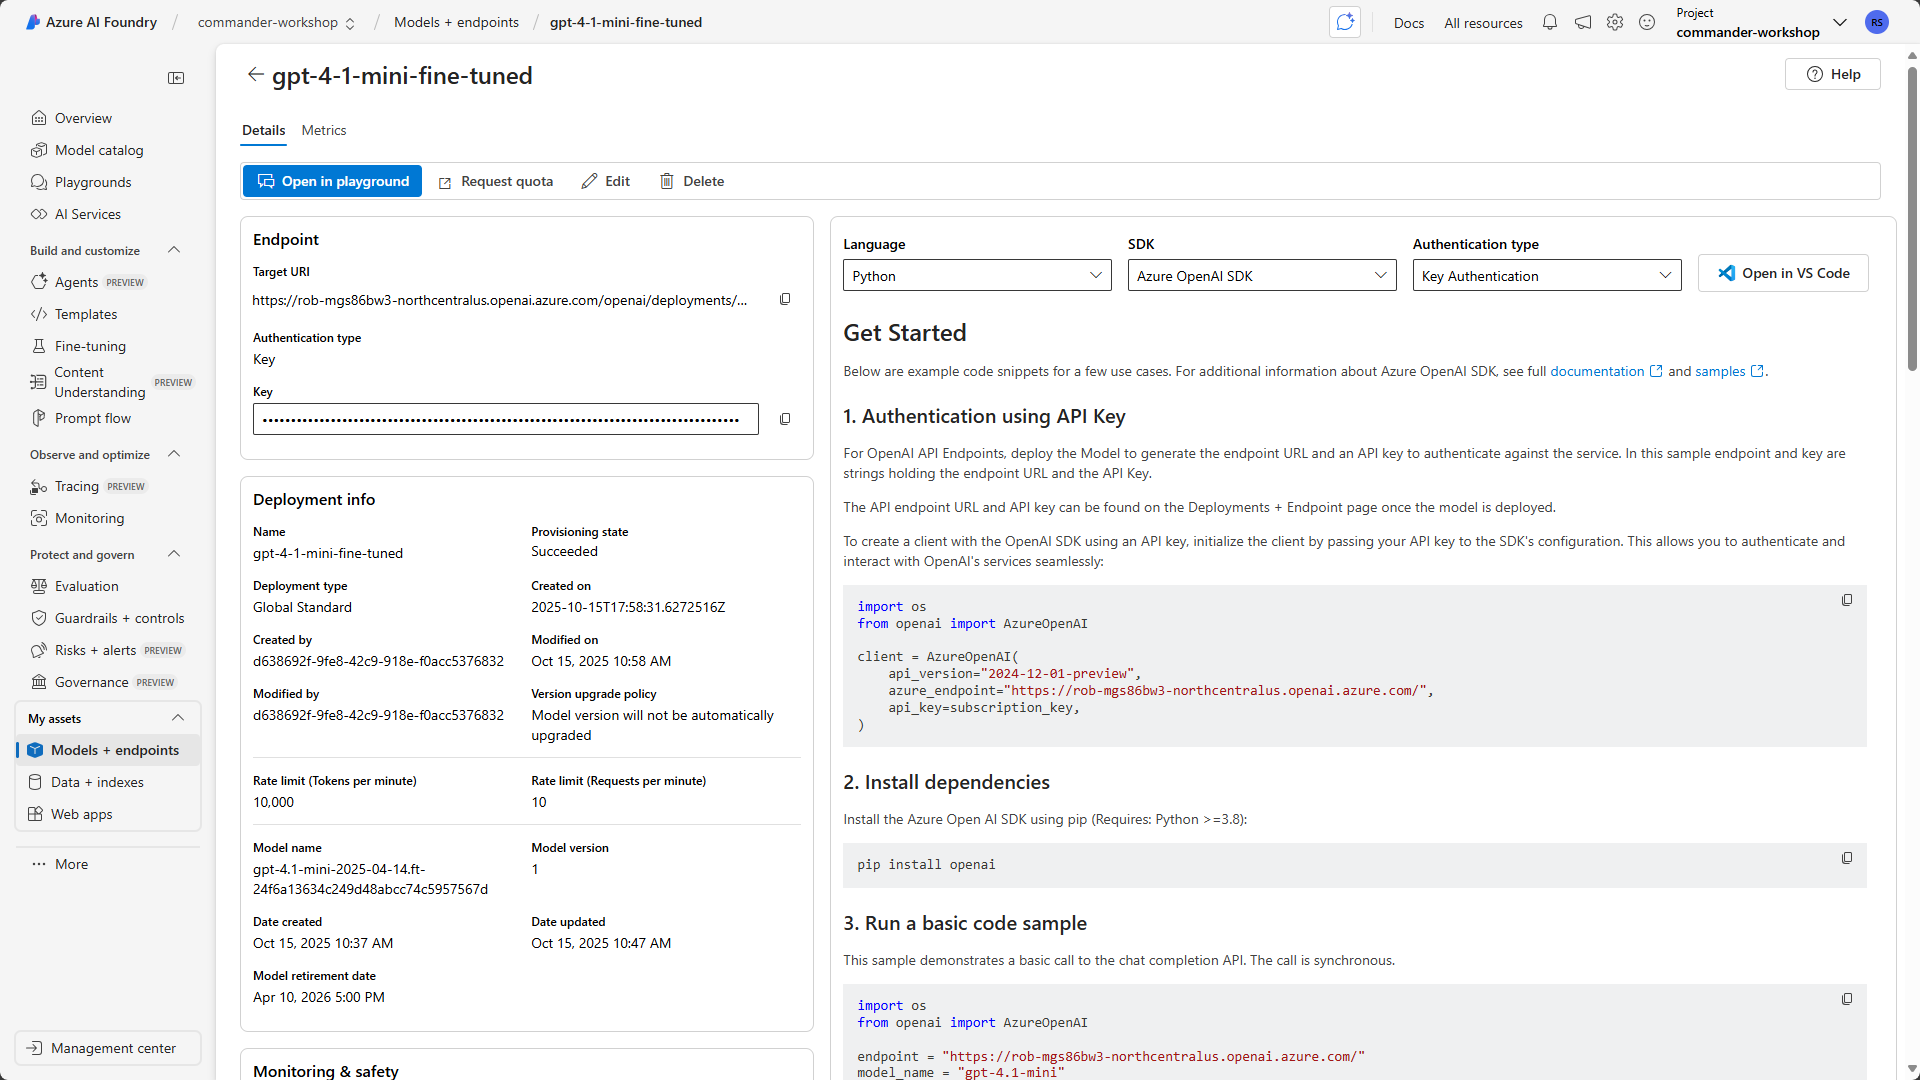 Azure AI Foundry / commander-workshop / Models + endpoints / gpt-4-1-mini-fine-tuned
Docs
All resources
Project
commander-workshop
RS
gpt-4-1-mini-fine-tuned
Help
Overview
Model catalog
Playgrounds
AI Services
Build and customize
Agents PREVIEW
Templates
Fine-tuning
Content
Understanding PREVIEW
Prompt flow
Observe and optimize
Tracing PREVIEW
Monitoring
Protect and govern
Evaluation
Guardrails + controls
Risks + alerts PREVIEW
Governance PREVIEW
My assets
Models + endpoints
Data + indexes
Web apps
More
Management center
Details Metrics
Open in playground Request quota Edit Delete
Endpoint
Target URI
https://rob-mgs86bw3-northcentralus.openai.azure.com/openai/deployments/...
Authentication type
Key
Key
Deployment info
Name
gpt-4-1-mini-fine-tuned
Provisioning state
Succeeded
Deployment type
Global Standard
Created on
2025-10-15T17:58:31.6272516Z
Created by
d638692f-9fe8-42c9-918e-f0acc5376832
Modified on
Oct 15, 2025 10:58 AM
Modified by
d638692f-9fe8-42c9-918e-f0acc5376832
Version upgrade policy
Model version will not be automatically
upgraded
Rate limit (Tokens per minute)
10,000
Rate limit (Requests per minute)
10
Model name
gpt-4.1-mini-2025-04-14.ft-
24f6a13634c249d48abcc74c5957567d
Model version
1
Date created
Oct 15, 2025 10:37 AM
Date updated
Oct 15, 2025 10:47 AM
Model retirement date
Apr 10, 2026 5:00 PM
Monitoring & safety
Language
Python
SDK
Azure OpenAI SDK
Authentication type
Key Authentication
Open in VS Code
Get Started
Below are example code snippets for a few use cases. For additional information about Azure OpenAI SDK, see full documentation and samples.
1. Authentication using API Key
For OpenAI API Endpoints, deploy the Model to generate the endpoint URL and an API key to authenticate against the service. In this sample endpoint and key are
strings holding the endpoint URL and the API Key.
The API endpoint URL and API key can be found on the Deployments + Endpoint page once the model is deployed.
To create a client with the OpenAI SDK using an API key, initialize the client by passing your API key to the SDK's configuration. This allows you to authenticate and
interact with OpenAI's services seamlessly:
import os
from openai import AzureOpenAI
client = AzureOpenAI(
    api_version="2024-12-01-preview",
    azure_endpoint="https://rob-mgs86bw3-northcentralus.openai.azure.com/",
    api_key=subscription_key,
)
2. Install dependencies
Install the Azure Open AI SDK using pip (Requires: Python >=3.8):
pip install openai
3. Run a basic code sample
This sample demonstrates a basic call to the chat completion API. The call is synchronous.
import os
from openai import AzureOpenAI
endpoint = "https://rob-mgs86bw3-northcentralus.openai.azure.com/"
model_name = "gpt-4.1-mini"